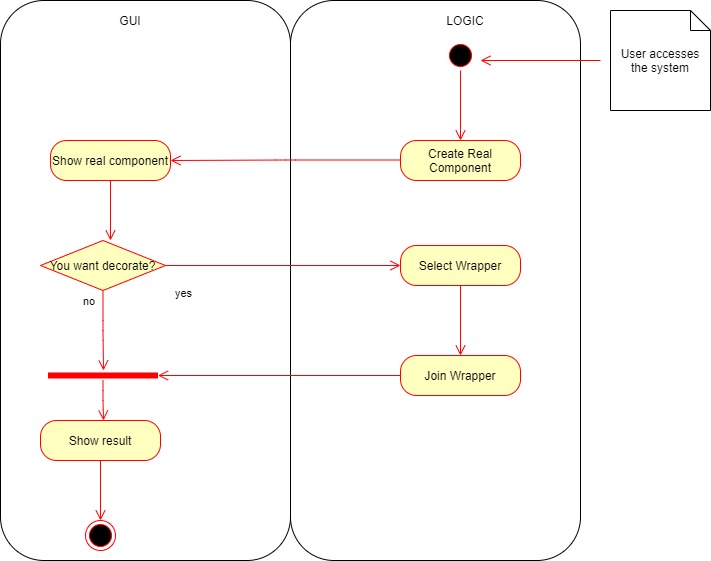 GUI
LOGIC
User accesses
the system
Show real component
Create Real
Component
You want decorate?
Select Wrapper
no
yes
Join Wrapper
Show result